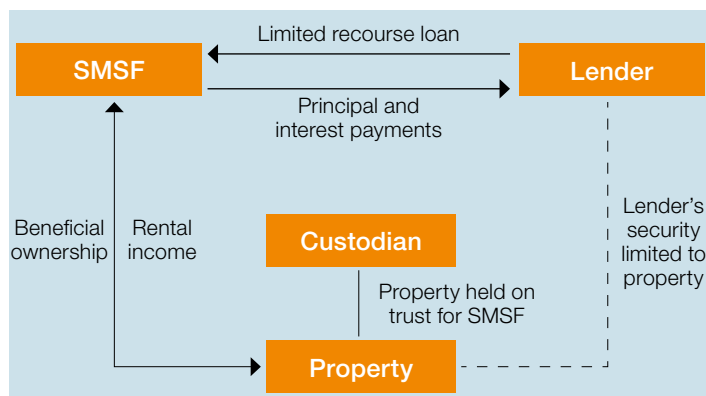 Limited recourse loan
SMSF
Lender
Principal and
interest payments
Beneficial
ownership
Rental
income
Custodian
Lender's
security
limited to
property
Property held on
trust for SMSF
Property